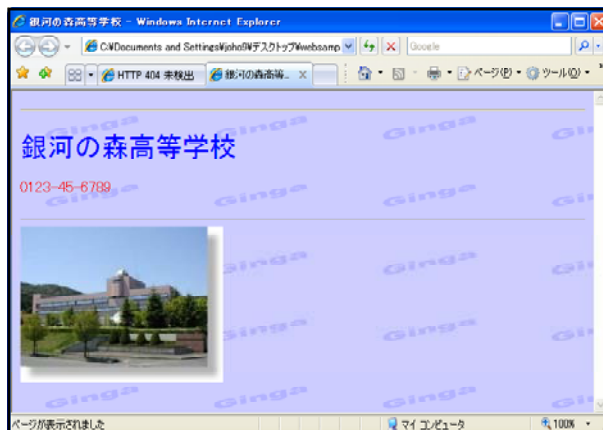 銀河の森高等学校 - Windows Internet Explorer
C:¥Documents and Settings¥joho9¥デスクトップ¥websamp
Google
HTTP 404 未検出
銀河の森高等...
ページ(P)
ツール(O)
銀河の森高等学校
0123-45-6789
Ginga
ページが表示されました
マイ コンピュータ
100%